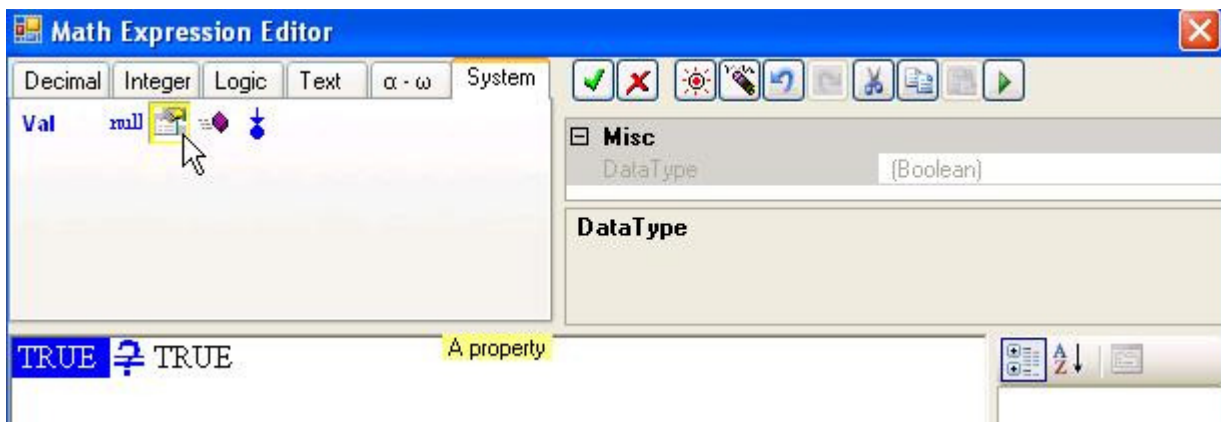 Math Expression Editor
Decimal Integer Logic Text α - ω System
Val null
Misc
DataType (Boolean)
DataType
A property
TRUE ? TRUE
A
Z